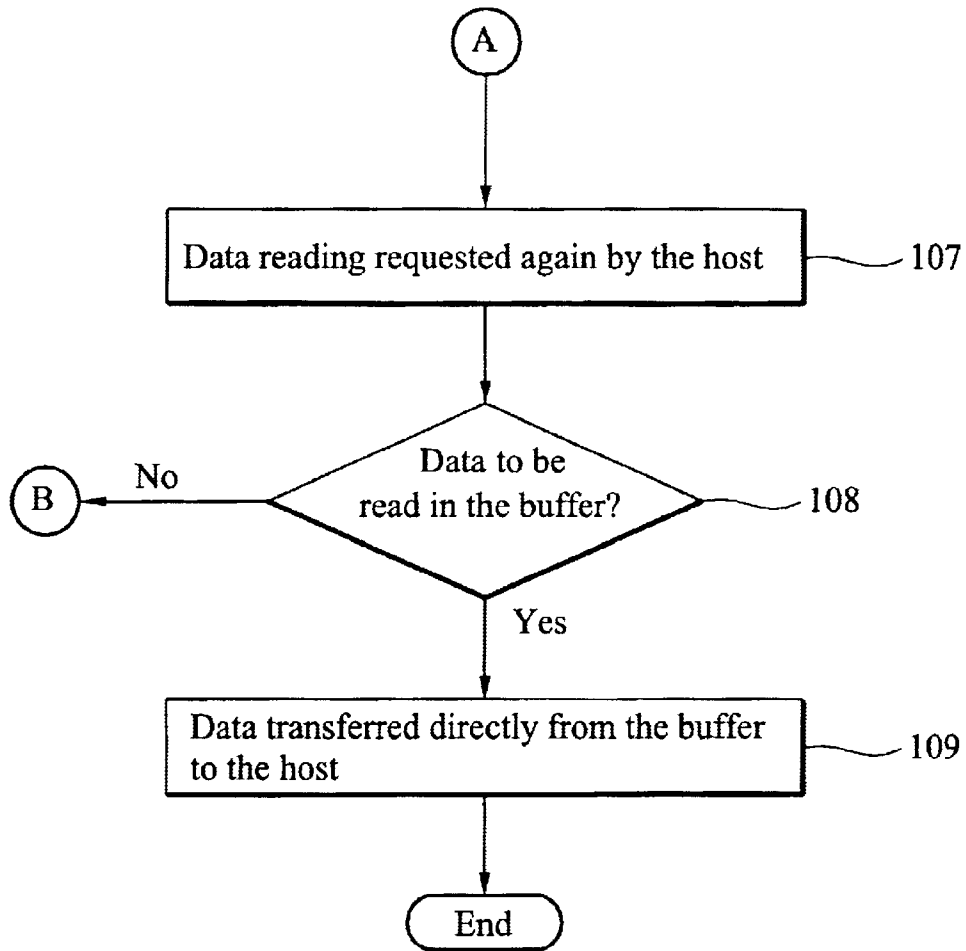 A
Data reading requested again by the host
107
Data to be
read in the buffer?
108
No
B
Yes
Data transferred directly from the buffer
to the host
109
End